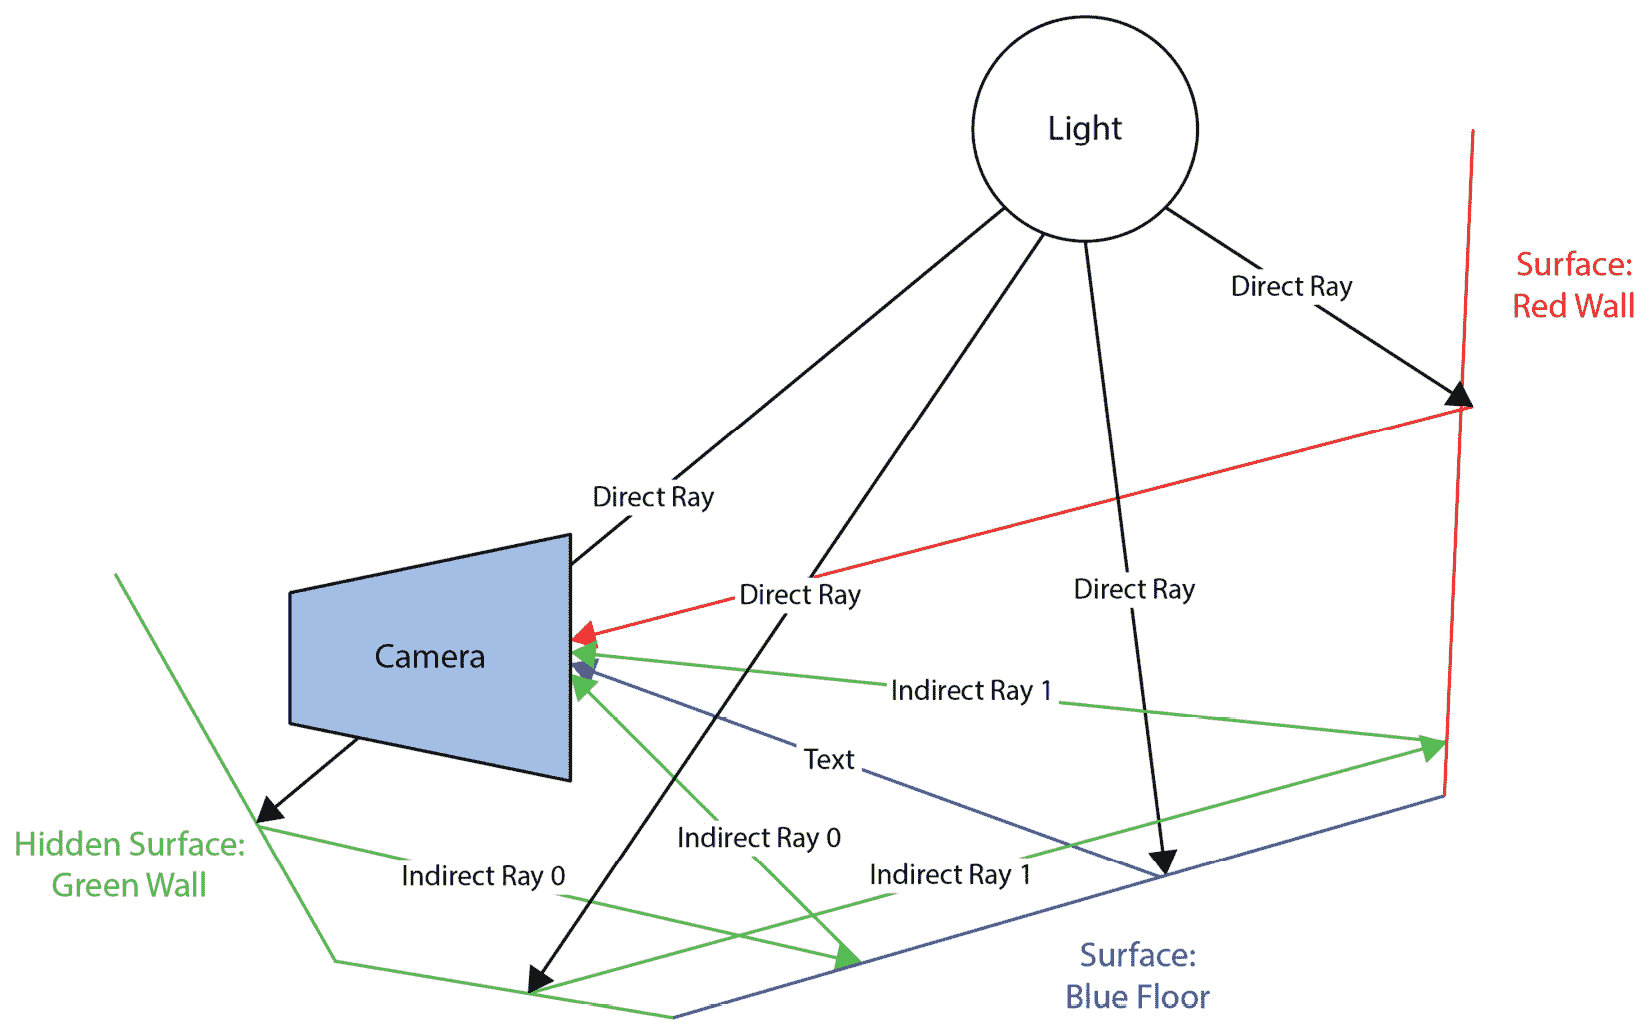 Light
Surface:
Red Wall
Direct Ray
Direct Ray
Direct Ray
Direct Ray
Camera
Indirect Ray 1
Text
Indirect Ray 0
Hidden Surface:
Green Wall
Indirect Ray 0
Indirect Ray 1
Surface:
Blue Floor